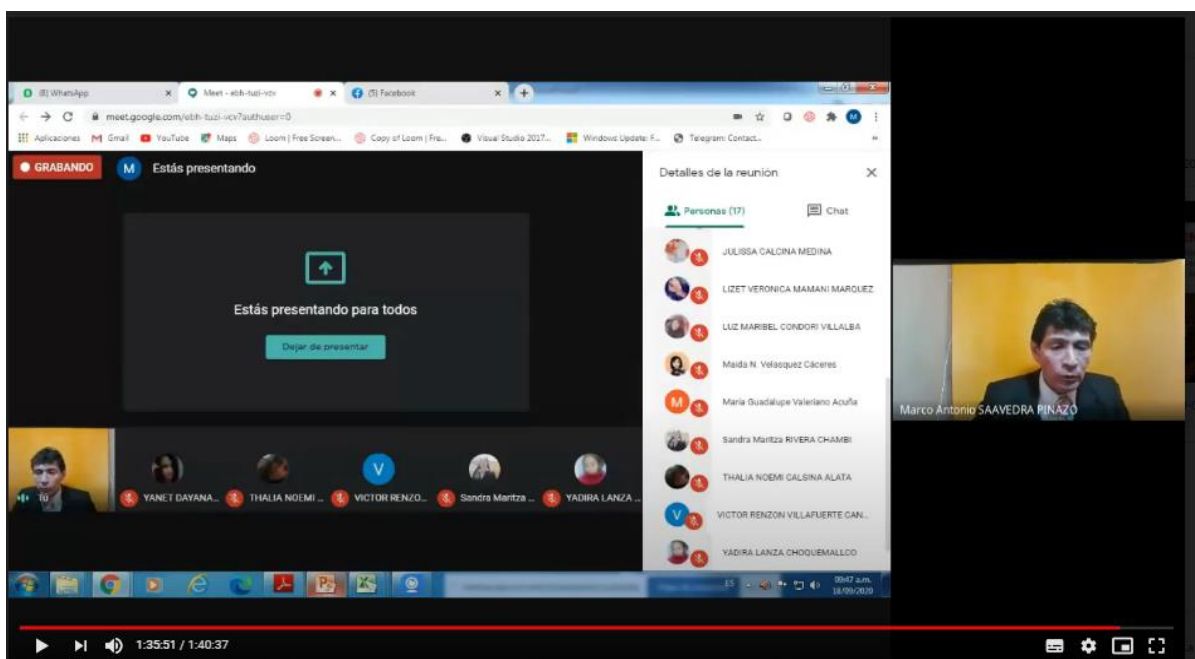 (8) WhatsApp
Meet - ebh-tuzi-vcv
(5) Facebook
meet.google.com/ebh-tuzi-vcv?authuser=0
Aplicaciones
Gmail
YouTube
Maps
Loom | Free Screen...
Copy of Loom | Fre...
Visual Studio 2017...
Windows Update: F...
Telegram: Contact...
GRABANDO
M
Estás presentando
Estás presentando para todos
Dejar de presentar
Detalles de la reunión
Personas (17)
Chat
JULISSA CALCINA MEDINA
LIZET VERONICA MAMANI MARQUEZ
LUZ MARIBEL CONDORI VILLALBA
Maida N. Velasquez Cáceres
M
María Guadalupe Valeriano Acuña
Sandra Maritza RIVERA CHAMBI
THALIA NOEMI CALSINA ALATA
V
VICTOR RENZON VILLAFUERTE CAN...
YADIRA LANZA CHOQUEMALLCO
Tú
YANET DAYANA...
THALIA NOEMI ...
V
VICTOR RENZO...
Sandra Maritza ...
YADIRA LANZA ...
Marco Antonio SAAVEDRA PINAZO
ES
09:47 a.m.
18/09/2020
1:35:51 / 1:40:37